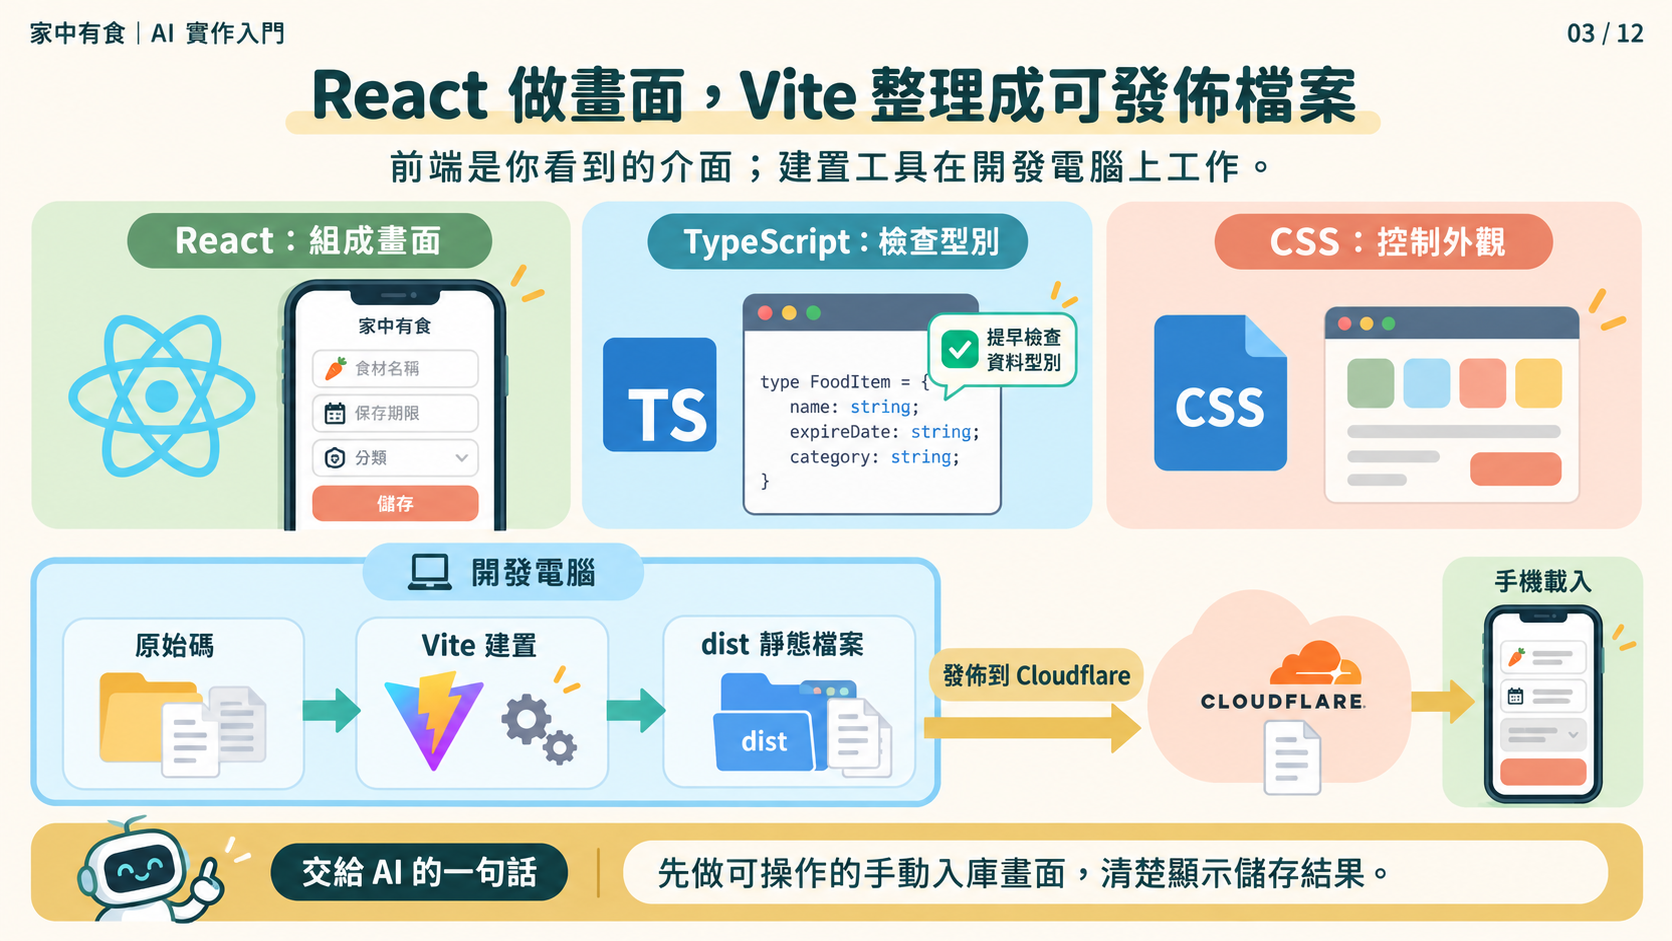 家中有食｜AI 實作入門
03 / 12
React 做畫面，Vite 整理成可發佈檔案
前端是你看到的介面；建置工具在開發電腦上工作。
React：組成畫面
家中有食
食材名稱
保存期限
分類
儲存
TypeScript：檢查型別
TS
提早檢查
資料型別
type FoodItem = {
name: string;
expireDate: string;
category: string;
}
CSS：控制外觀
CSS
開發電腦
原始碼
Vite 建置
dist 靜態檔案
dist
發佈到 Cloudflare
CLOUDFLARE
手機載入
交給 AI 的一句話
先做可操作的手動入庫畫面，清楚顯示儲存結果。